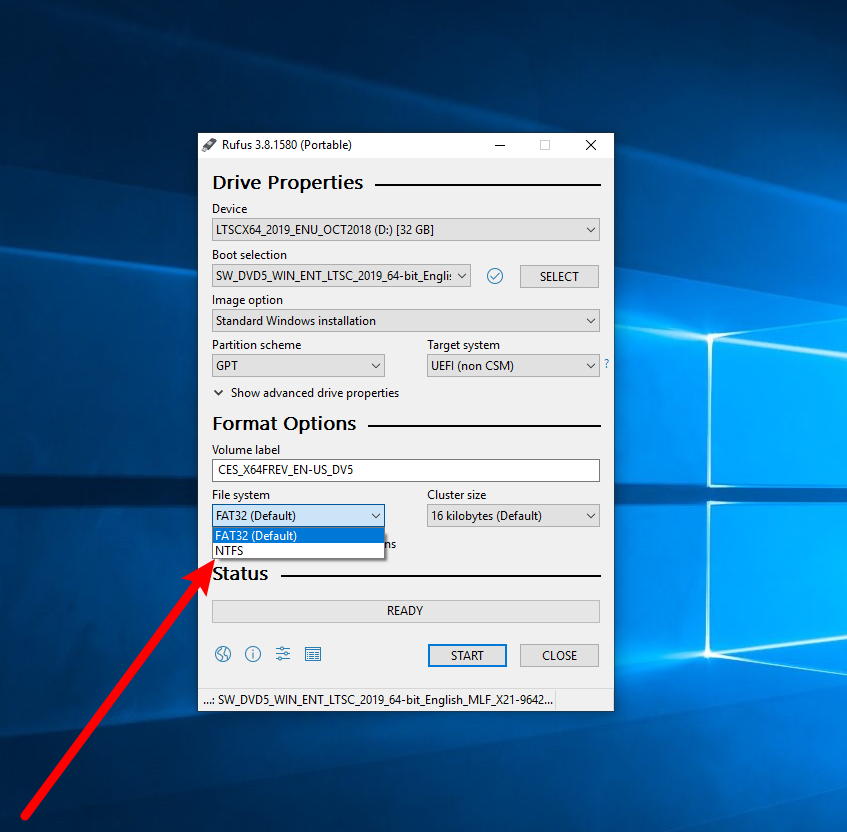 Rufus 3.8.1580 (Portable)
Drive Properties
Device
LTSCX64_2019_ENU_OCT2018 (D:) [32 GB]
Boot selection
SW_DVD5_WIN_ENT_LTSC_2019_64-bit_Englis
SELECT
Image option
Standard Windows installation
Partition scheme
Target system
GPT
UEFI (non CSM)
?
Show advanced drive properties
Format Options
Volume label
CES_X64FREV_EN-US_DV5
File system
Cluster size
FAT32 (Default)
16 kilobytes (Default)
FAT32 (Default)
NTFS
ns
Status
READY
START
CLOSE
...: SW_DVD5_WIN_ENT_LTSC_2019_64-bit_English_MLF_X21-9642...